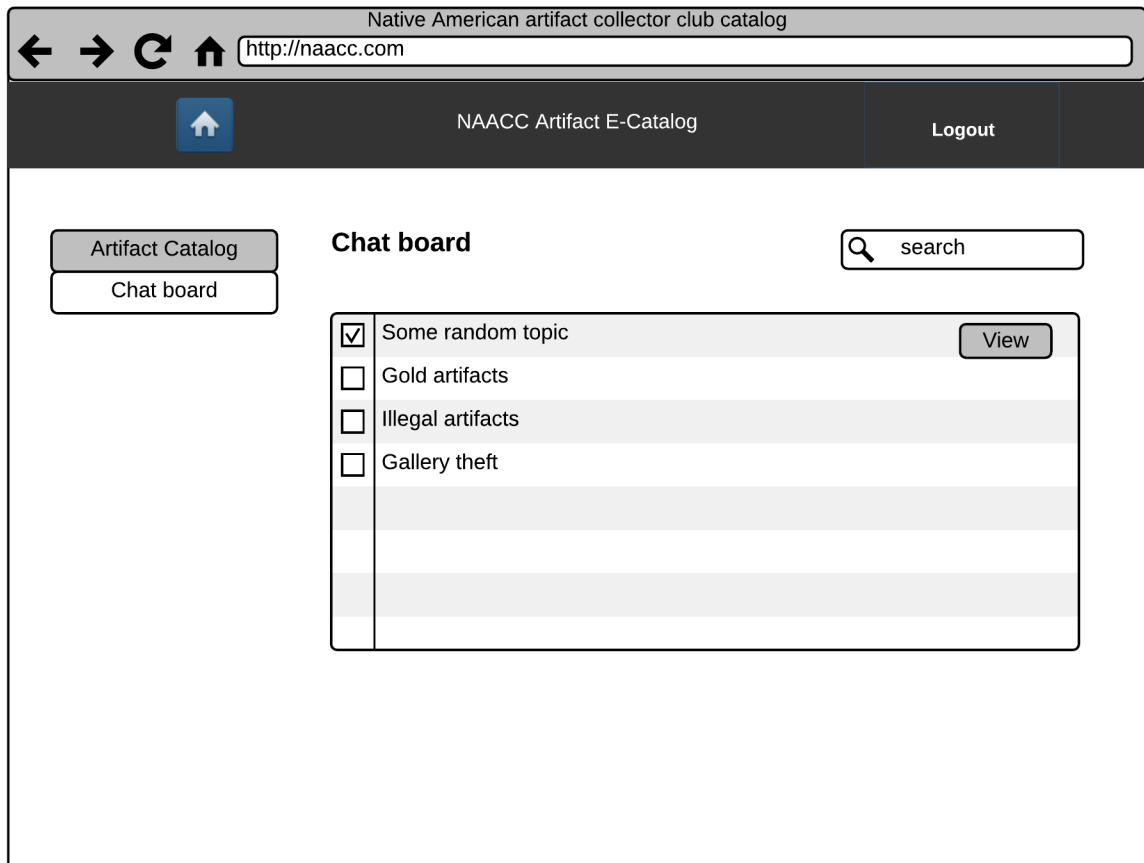 Native American artifact collector club catalog
http://naacc.com
NAACC Artifact E-Catalog
Logout
Artifact Catalog
Chat board
Chat board
search
Some random topic
View
Gold artifacts
Illegal artifacts
Gallery theft